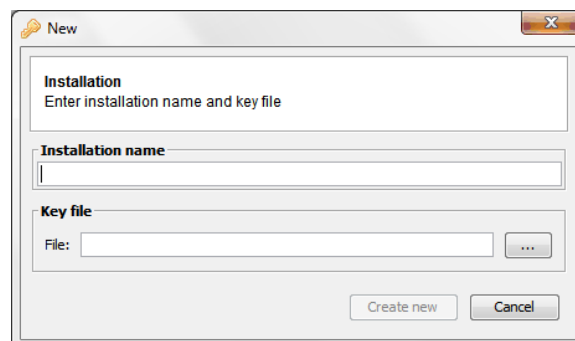 New
Installation
Enter installation name and key file
Installation name
Key file
File:
...
Create new
Cancel